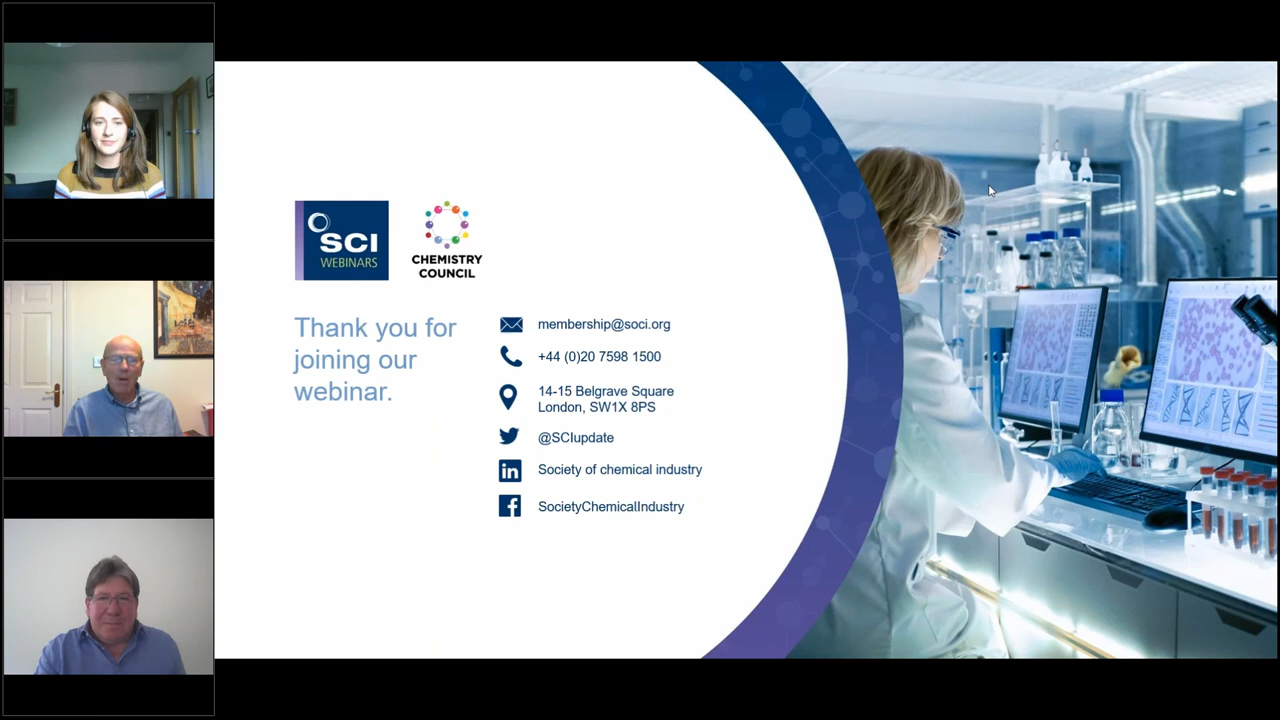 SCI
WEBINARS
CHEMISTRY
COUNCIL
Thank you for
joining our
webinar.
membership@soci.org
+44 (0)20 7598 1500
14-15 Belgrave Square
London, SW1X 8PS
@SCIupdate
in
Society of chemical industry
f
SocietyChemicalIndustry